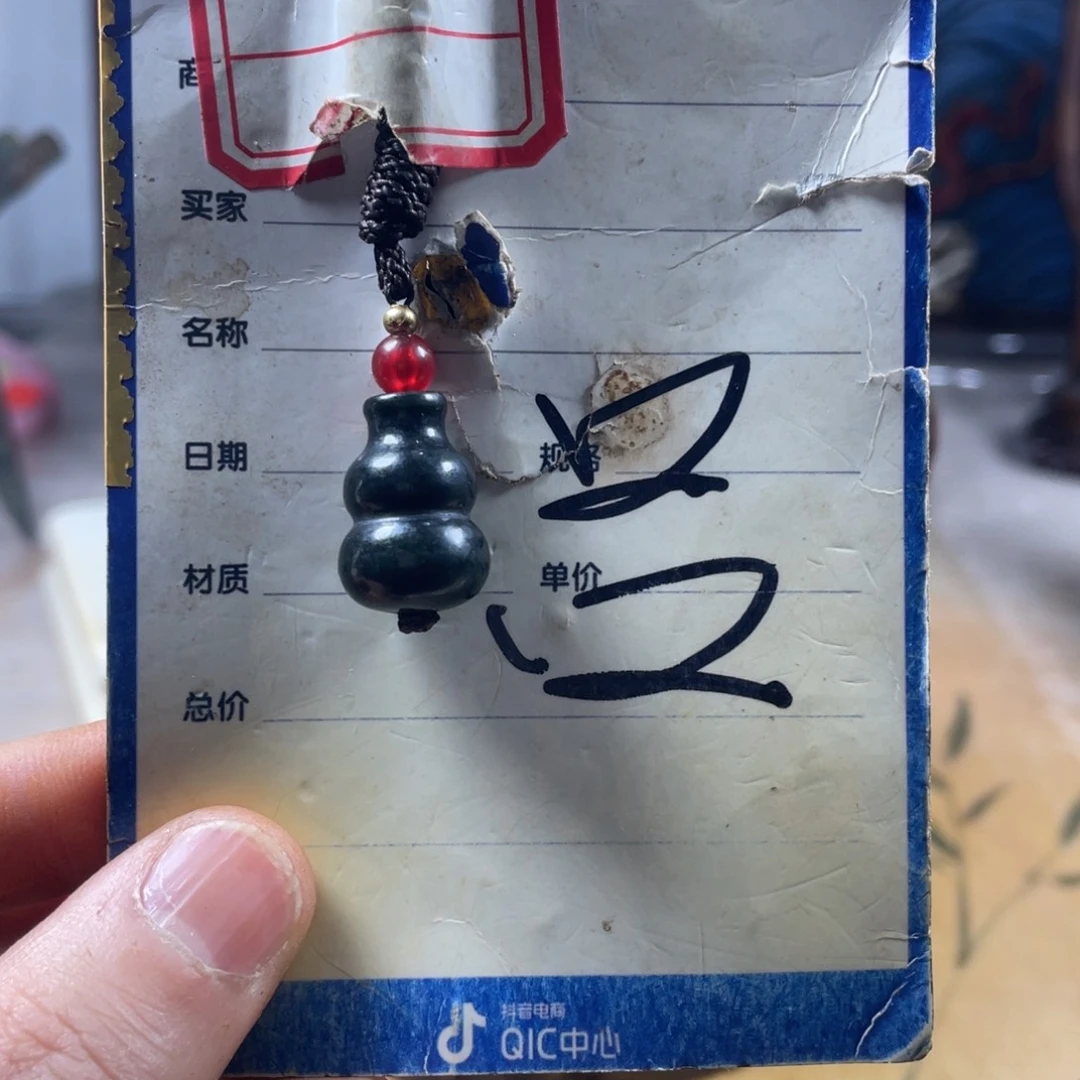 商
买家
名称
日期 规格
材质 单价
总价
抖音电商
QIC中心